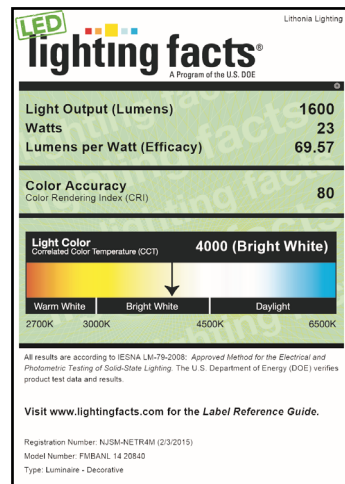 Lithonia Lighting
LED
lighting facts®
A Program of the U.S. DOE
Light Output (Lumens) 1600
Watts 23
Lumens per Watt (Efficacy) 69.57
Color Accuracy
Color Rendering Index (CRI) 80
Light Color
Correlated Color Temperature (CCT) 4000 (Bright White)
Warm White Bright White Daylight
2700K 3000K 4500K 6500K
All results are according to IESNA LM-79-2008: Approved Method for the Electrical and
Photometric Testing of Solid-State Lighting. The U.S. Department of Energy (DOE) verifies
product test data and results.
Visit www.lightingfacts.com for the Label Reference Guide.
Registration Number: NJSM-NETR4M (2/3/2015)
Model Number: FMBANL 14 20840
Type: Luminaire - Decorative